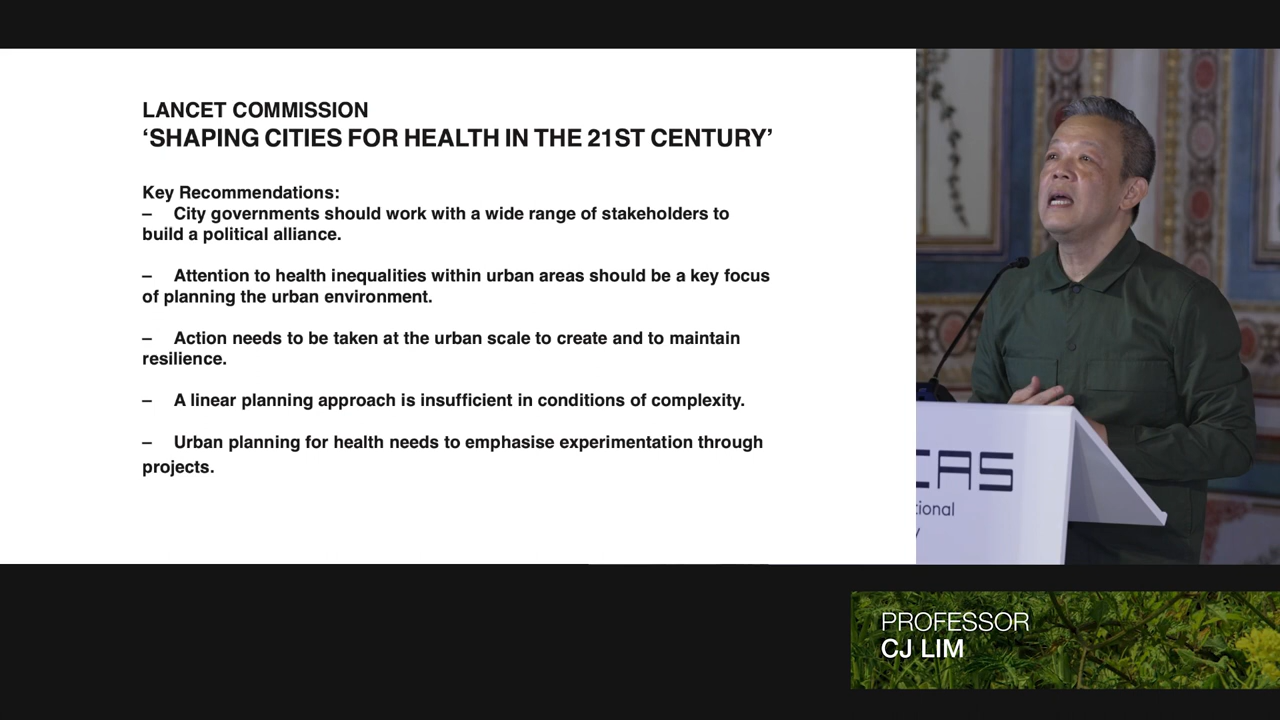 LANCET COMMISSION
‘SHAPING CITIES FOR HEALTH IN THE 21ST CENTURY’
Key Recommendations:
– City governments should work with a wide range of stakeholders to
build a political alliance.
– Attention to health inequalities within urban areas should be a key focus
of planning the urban environment.
– Action needs to be taken at the urban scale to create and to maintain
resilience.
– A linear planning approach is insufficient in conditions of complexity.
– Urban planning for health needs to emphasise experimentation through
projects.
CAS
tional
y
PROFESSOR
CJ LIM